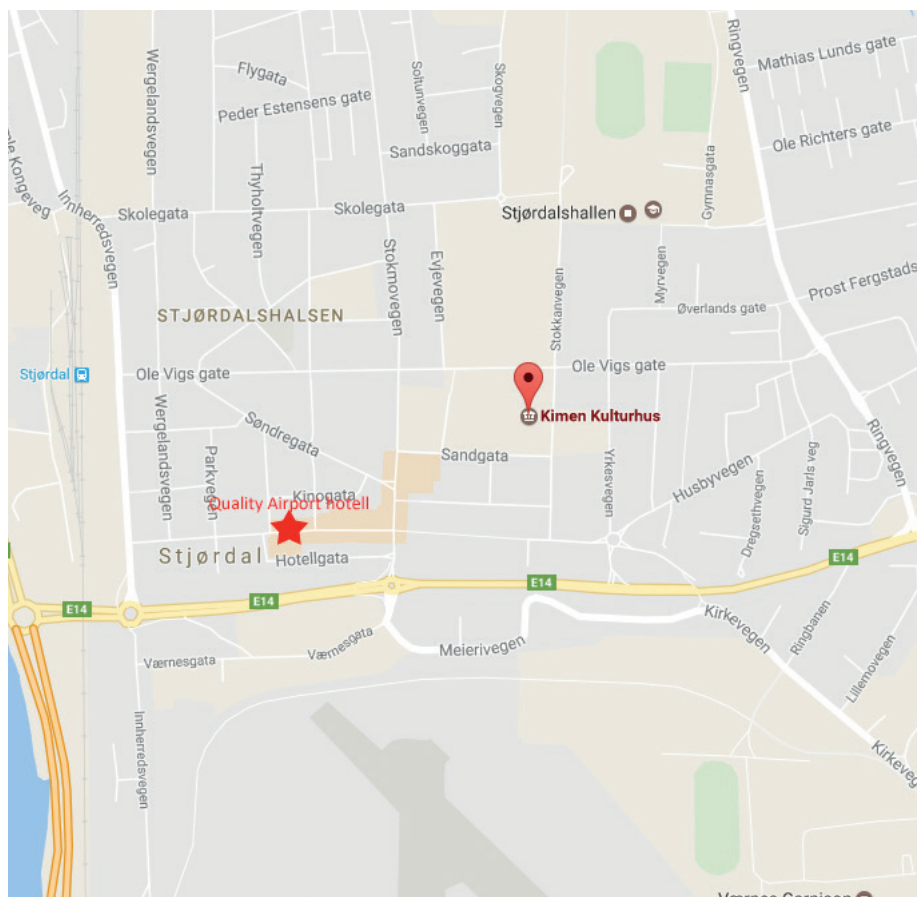 Mathias Lunds gate
Ringvegen
Skogvegen
Soltunvegen
Wergelandsvegen
Flygata
Peder Estensens gate
Ole Richters gate
Gymnasgata
Sandskoggata
Thyholtvegen
Kongeveg
Innherredsvegen
Skolegata
Skolegata
Stjørdalshallen
Stokmovegen
Evjevegen
Myrvegen
Stokkanvegen
Prost Fergstads
Øverlands gate
STJØRDALSHALSEN
Stjørdal
Ole Vigs gate
Ole Vigs gate
Kimen Kulturhus
Wergelandsvegen
Søndregata
Parkvegen
Sandgata
Yrkesvegen
Husbyvegen
Ringvegen
Dregsethvegen
Sigurd Jarls veg
Kinogata
Quality Airport hotell
Stjørdal
Hotellgata
E14
E14
E14
E14
Kirkevegen
Ringbanen
Lillemovegen
Værnesgata
Værnesgata
Meierivegen
Innherredsvegen
Kirkeveg